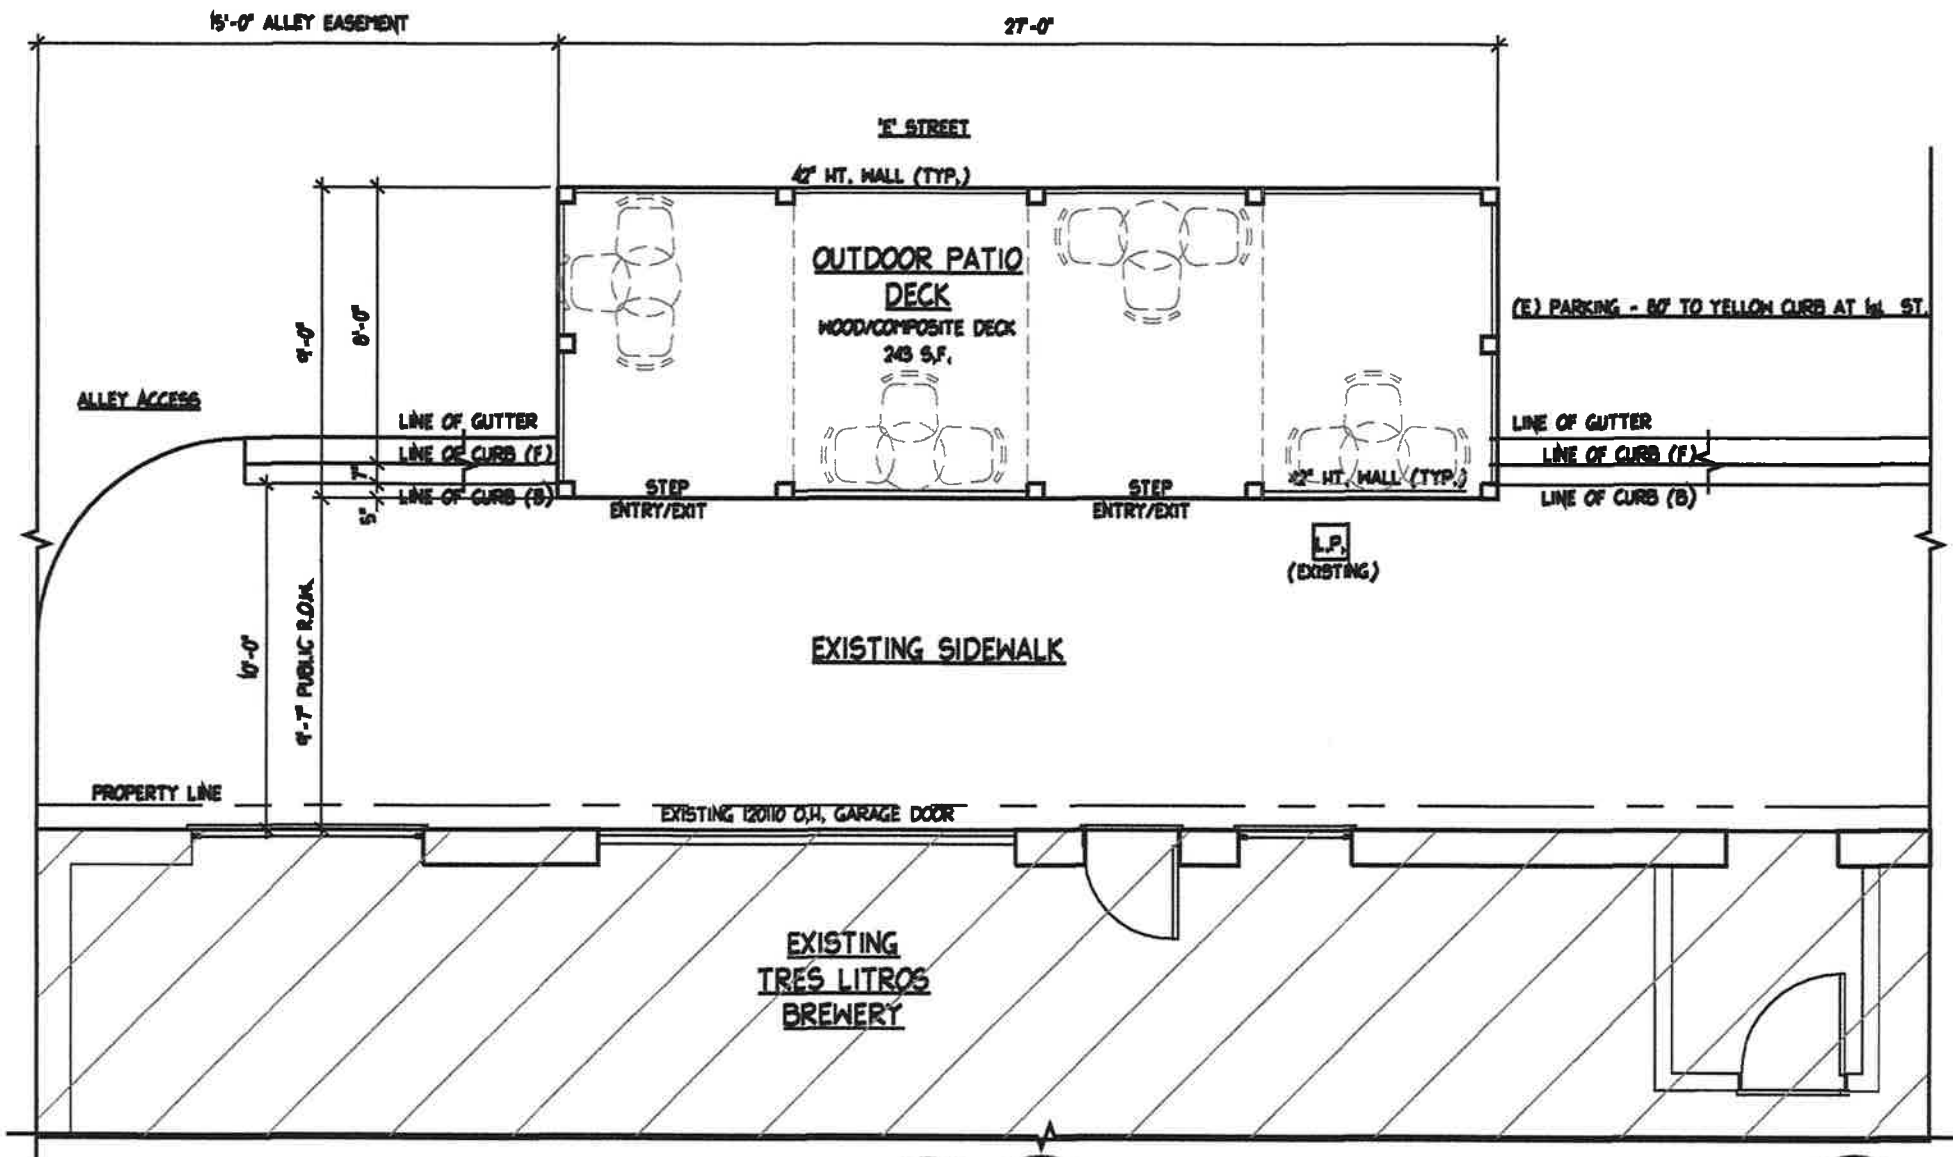 15'-0" ALLEY EASEMENT
27'-0"
'E' STREET
42" HT. WALL (TYP.)
OUTDOOR PATIO
DECK
WOOD/COMPOSITE DECK
243 S.F.
9'-0"
8'-0"
(E) PARKING - 80' TO YELLOW CURB AT 1st. ST.
ALLEY ACCESS
LINE OF GUTTER
LINE OF CURB (F)
7"
LINE OF CURB (B)
5"
STEP
ENTRY/EXIT
STEP
ENTRY/EXIT
42" HT. WALL (TYP.)
LINE OF GUTTER
LINE OF CURB (F)
LINE OF CURB (B)
L.P.
(EXISTING)
10'-0"
9'-7" PUBLIC R.O.W.
EXISTING SIDEWALK
PROPERTY LINE
EXISTING 120110 O.H. GARAGE DOOR
EXISTING
TRES LITROS
BREWERY